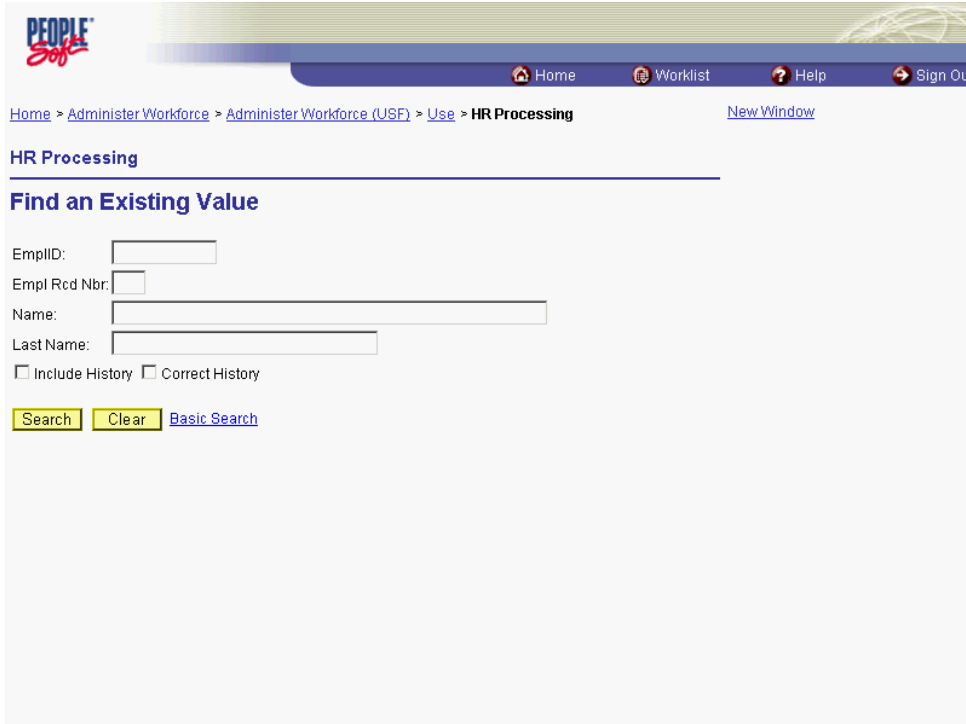 PEOPLE
Soft
Home Worklist Help Sign Ou
Home > Administer Workforce > Administer Workforce (USF) > Use > HR Processing New Window
HR Processing
Find an Existing Value
EmplID:
Empl Rcd Nbr:
Name:
Last Name:
Include History Correct History
Search Clear Basic Search